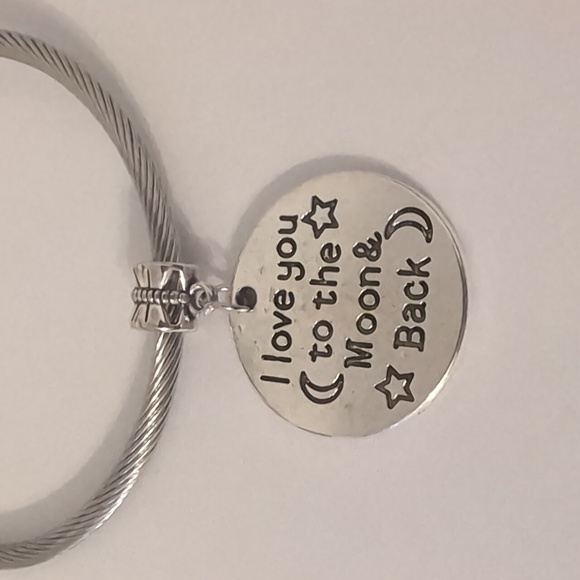 I love you
to the
Moon&
Back